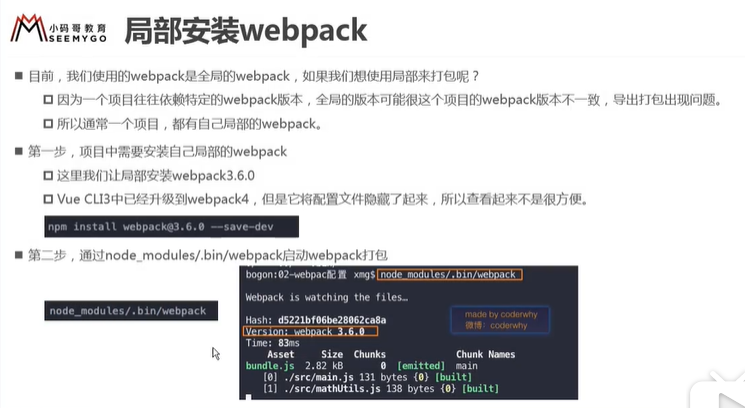 小码哥教育
SEEMYGO
局部安装webpack
目前，我们使用的webpack是全局的webpack，如果我们想使用局部来打包呢？
因为一个项目往往依赖特定的webpack版本，全局的版本可能很这个项目的webpack版本不一致，导出打包出现问题。
所以通常一个项目，都有自己局部的webpack。
第一步，项目中需要安装自己局部的webpack
这里我们让局部安装webpack3.6.0
Vue CLI3中已经升级到webpack4，但是它将配置文件隐藏了起来，所以查看起来不是很方便。
npm install webpack@3.6.0 --save-dev
第二步，通过node_modules/.bin/webpack启动webpack打包
node_modules/.bin/webpack
bogon:02-webpac配置 xmg$ node_modules/.bin/webpack
Webpack is watching the files…
Hash: d5221bf06be28062ca8a
Version: webpack 3.6.0
Time: 83ms
Asset Size Chunks Chunk Names
bundle.js 2.82 kB 0 [emitted] main
[0] ./src/main.js 131 bytes {0} [built]
[1] ./src/mathUtils.js 138 bytes {0} [built]
made by coderwhy
微博：coderwhy